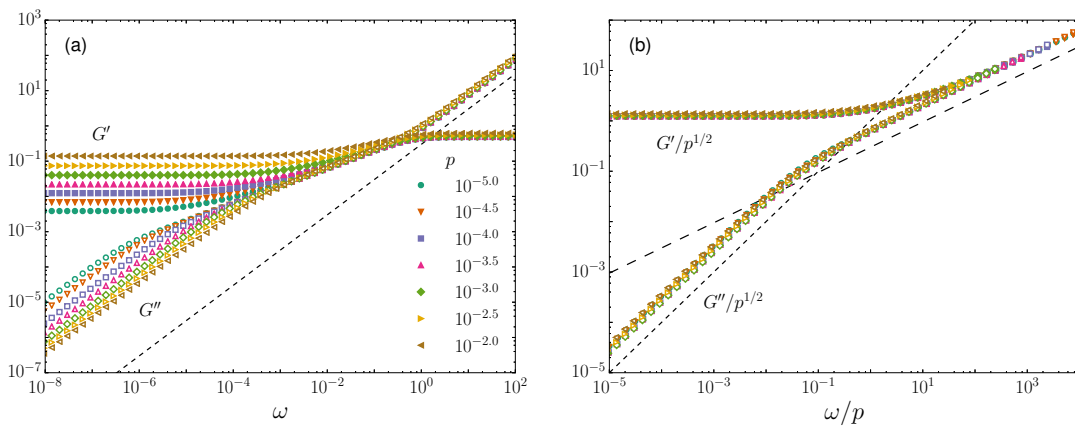 (a)
10^3
10^1
10^{-1}
10^{-3}
10^{-5}
10^{-7}
G′
G″
p
10^{-5.0}
10^{-4.5}
10^{-4.0}
10^{-3.5}
10^{-3.0}
10^{-2.5}
10^{-2.0}
10^{-8} 10^{-6} 10^{-4} 10^{-2} 10^0 10^2
ω
(b)
10^1
10^{-1}
10^{-3}
10^{-5}
G′/p^{1/2}
G″/p^{1/2}
10^{-5} 10^{-3} 10^{-1} 10^1 10^3
ω/p